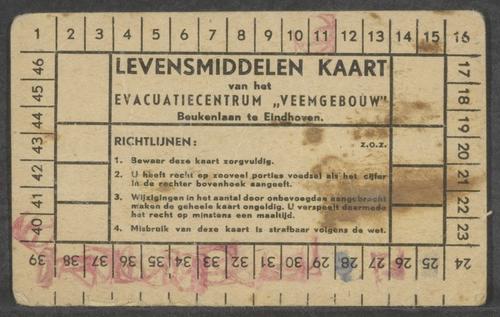 1 2 3 4 5 6 7 8 9 10 11 12 13 14 15 16
46 45 44 43 42 41 40
LEVENSMIDDELEN KAART
van het
EVACUATIECENTRUM „VEEMGEBOUW"
Beukenlaan te Eindhoven.
RICHTLIJNEN: z.o.z.
1. Bewaar deze kaart zorgvuldig.
2. U heeft recht op zooveel porties voedsel als het cijfer
in de rechter bovenhoek aangeeft.
3. Wijzigingen in het aantal door onbevoegden aangebracht
maken de geheele kaart ongeldig. U verspeelt daarmede
het recht op minstens een maaltijd.
4. Misbruik van deze kaart is strafbaar volgens de wet.
17 18 19 20 21 22 23
39 38 37 36 35 34 33 32 31 30 29 28 27 26 25 24